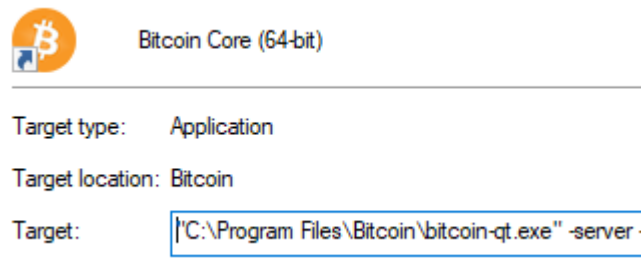 Bitcoin Core (64-bit)
Target type: Application
Target location: Bitcoin
Target: "C:\Program Files\Bitcoin\bitcoin-qt.exe" -server -